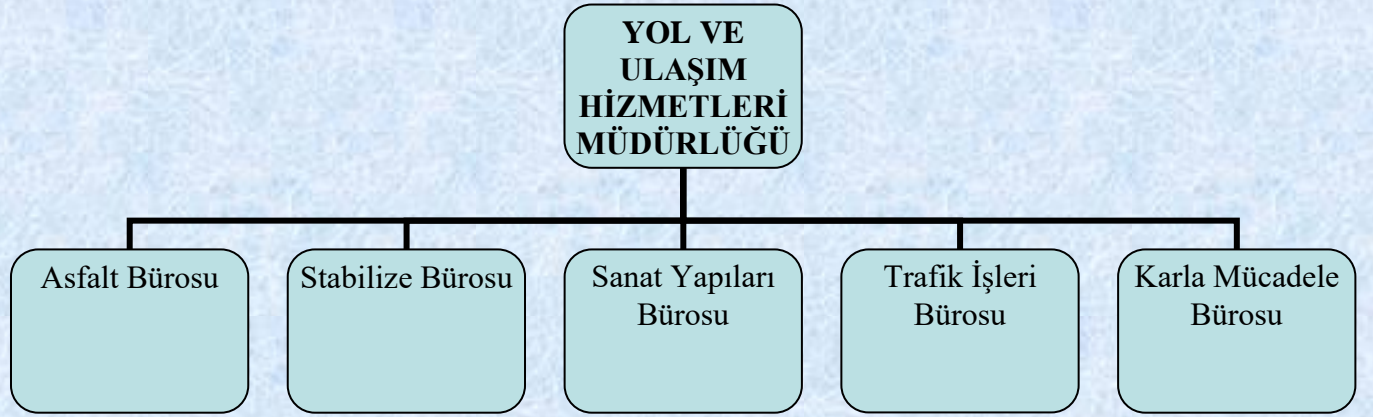 YOL VE
ULAŞIM
HİZMETLERİ
MÜDÜRLÜĞÜ
Asfalt Bürosu
Stabilize Bürosu
Sanat Yapıları
Bürosu
Trafik İşleri
Bürosu
Karla Mücadele
Bürosu